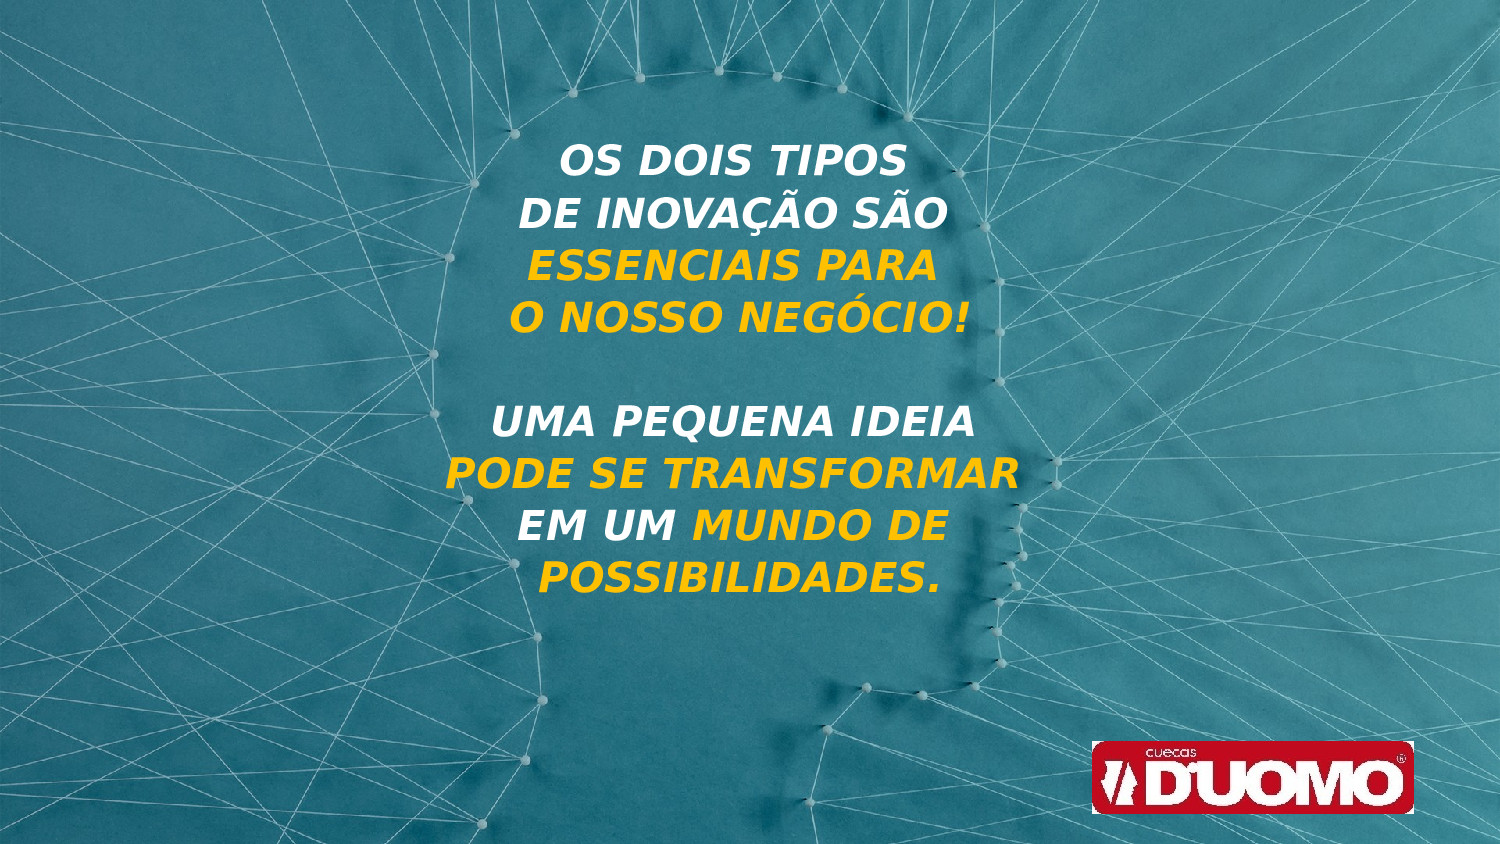 OS DOIS TIPOS
DE INOVAÇÃO SÃO
ESSENCIAIS PARA
O NOSSO NEGÓCIO!
UMA PEQUENA IDEIA
PODE SE TRANSFORMAR
EM UM MUNDO DE
POSSIBILIDADES.
cuecas
D'UOMO®